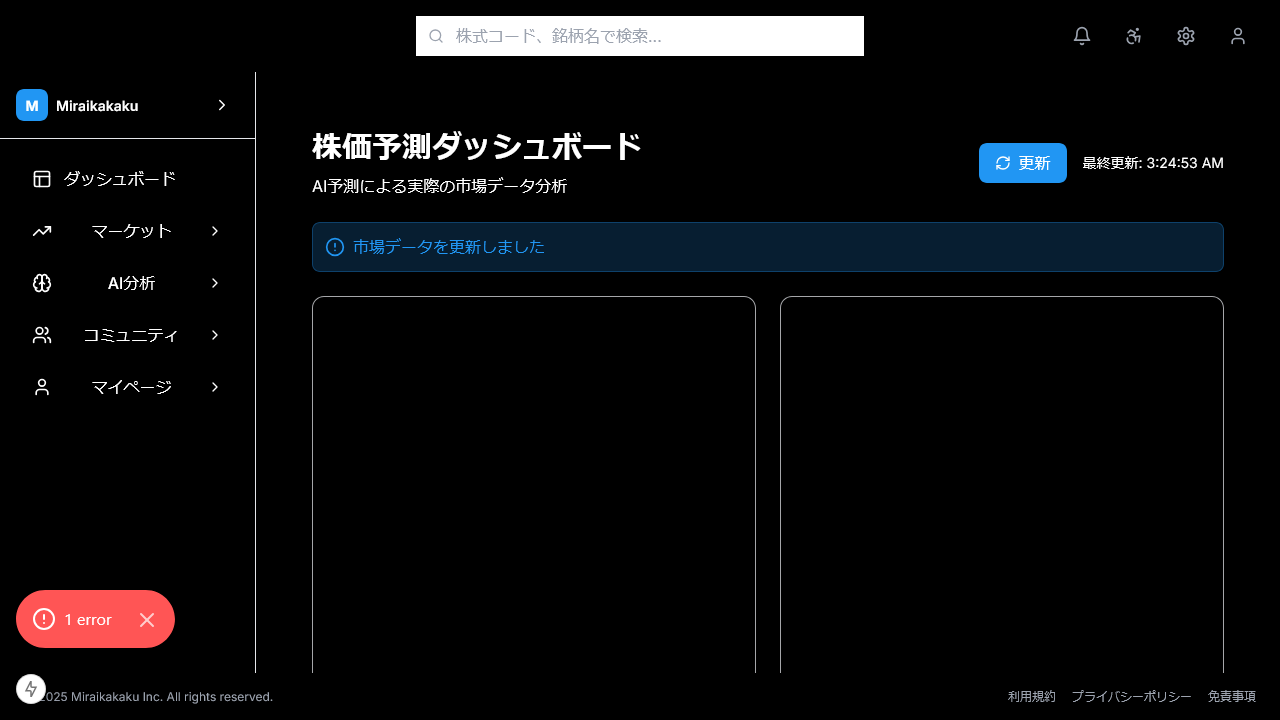 株式コード、銘柄名で検索...
M Miraikakaku
ダッシュボード
マーケット
AI分析
コミュニティ
マイページ
株価予測ダッシュボード
AI予測による実際の市場データ分析
更新
最終更新: 3:24:53 AM
市場データを更新しました
1 error
2025 Miraikakaku Inc. All rights reserved.
利用規約 プライバシーポリシー 免責事項